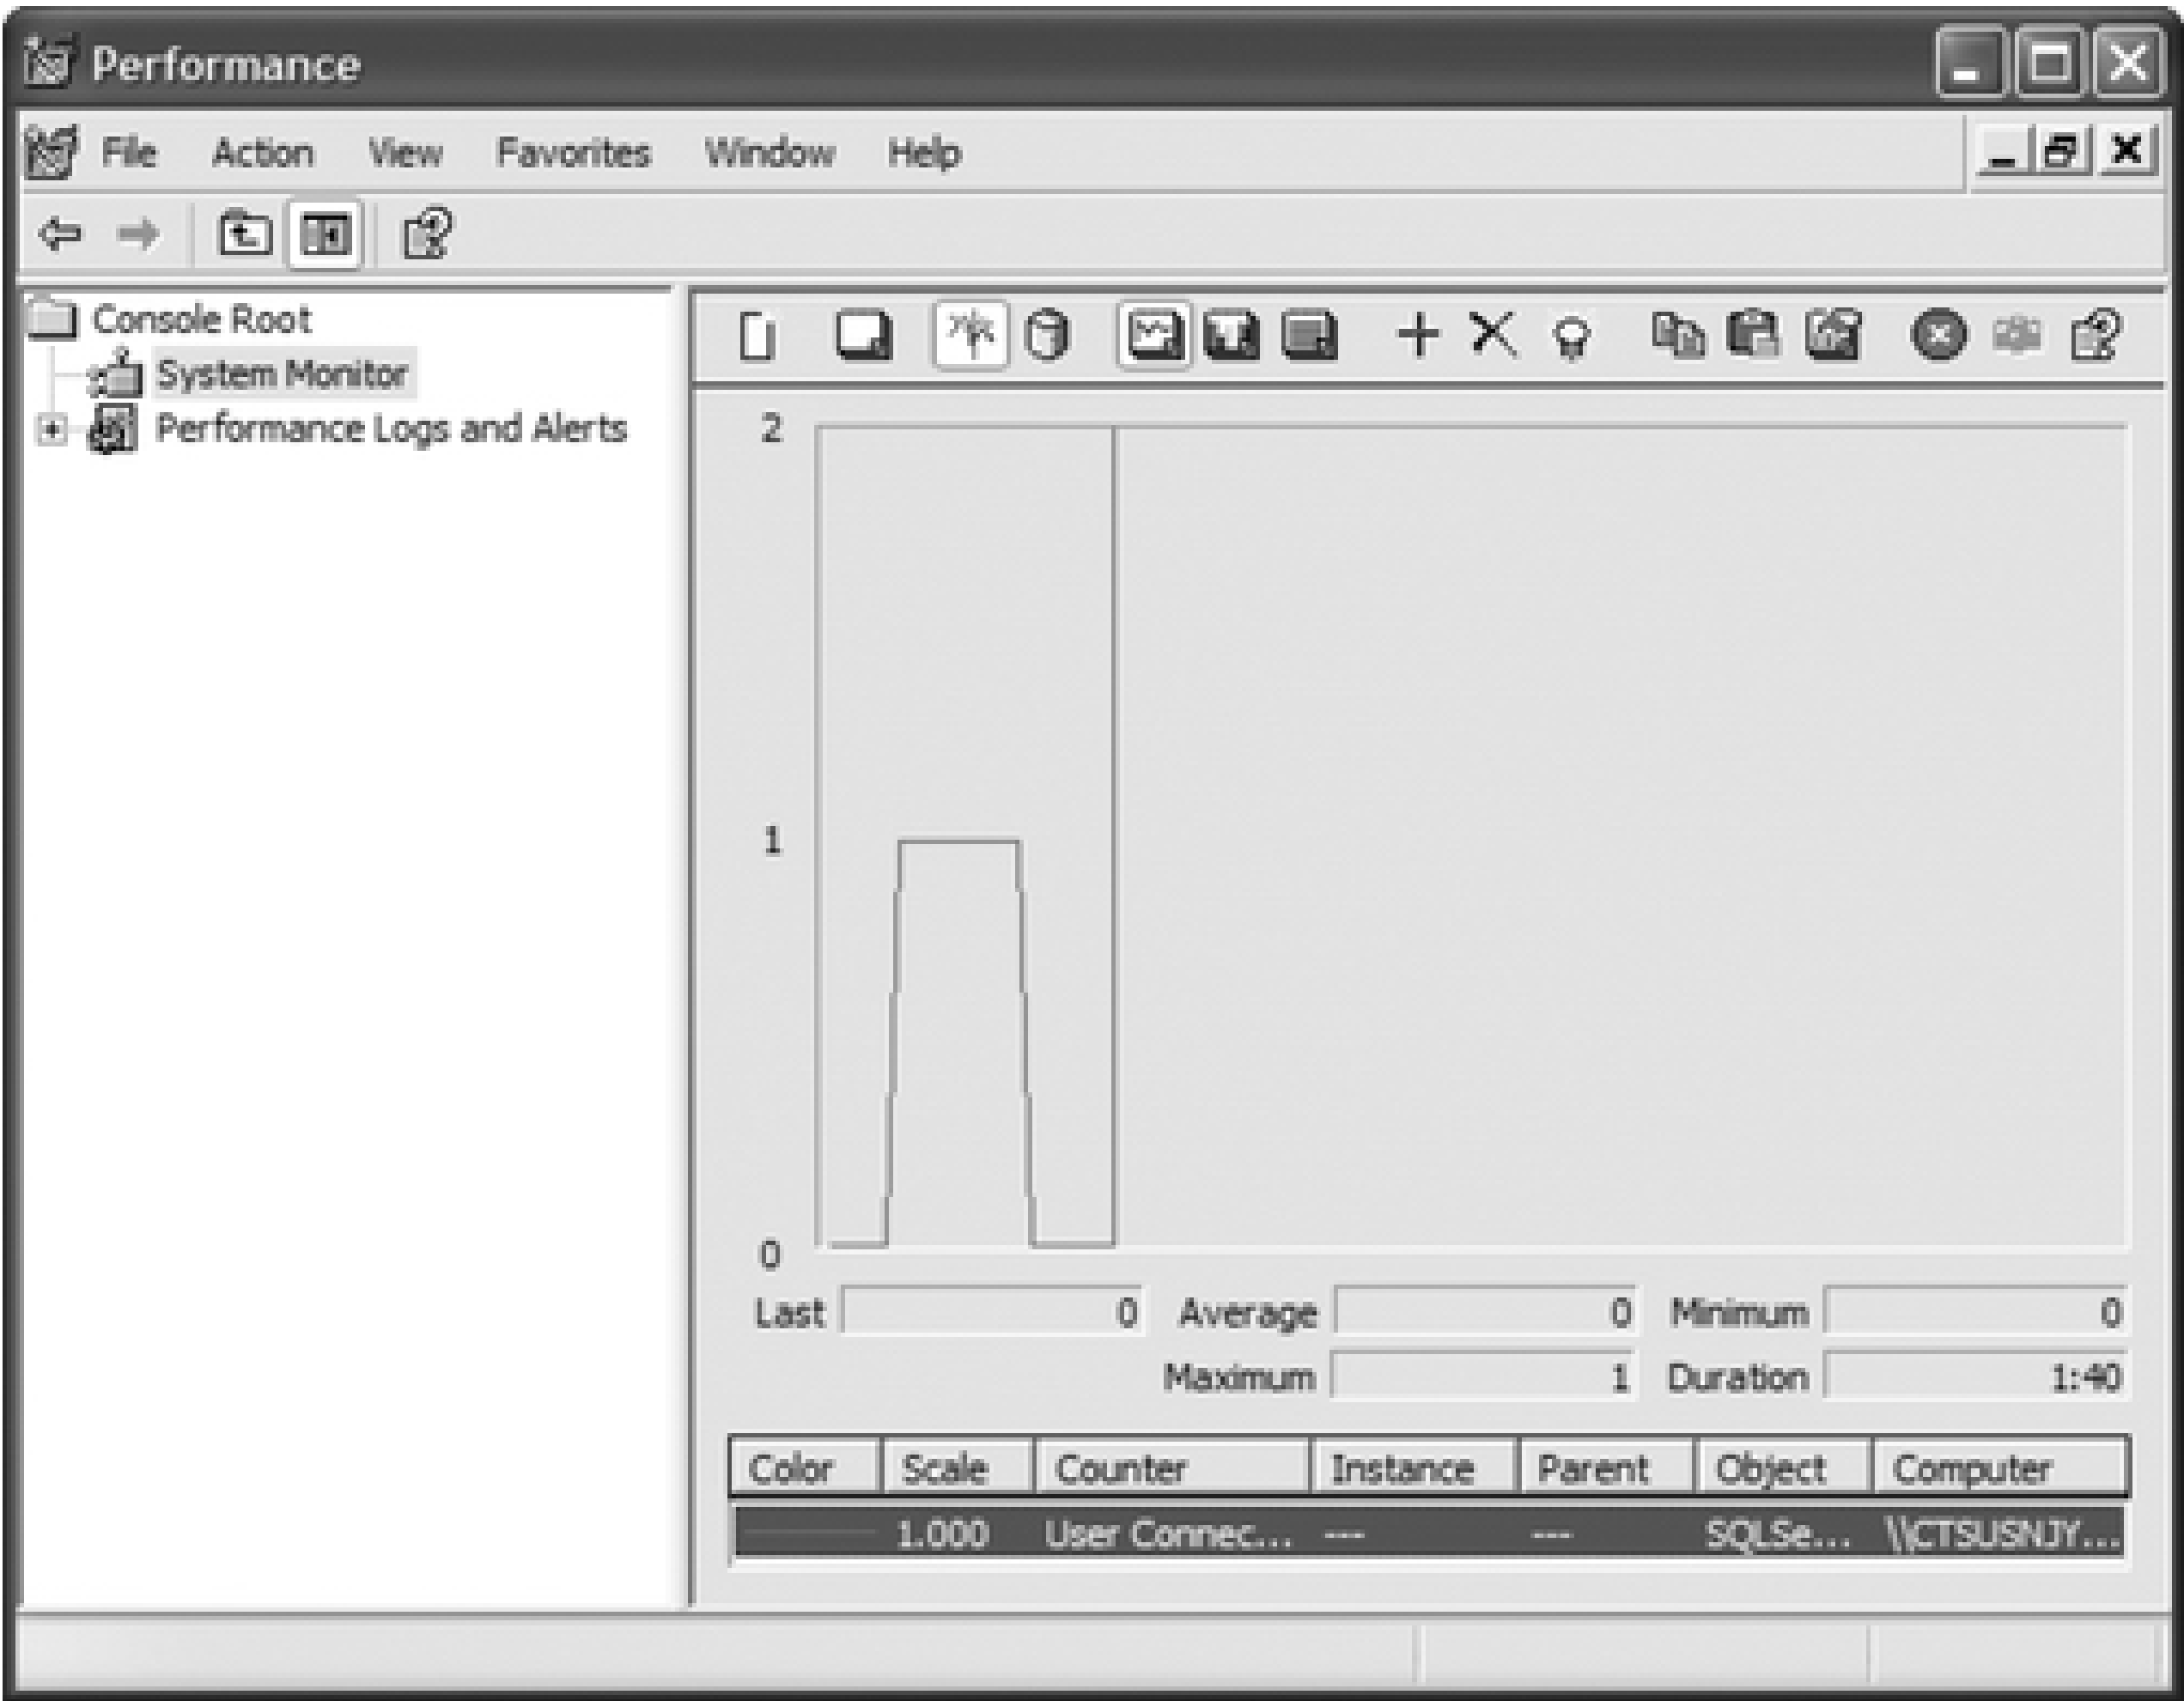 Performance
File Action View Favorites Window Help
Console Root
System Monitor
Performance Logs and Alerts
2
1
0
Last 0 Average 0 Minimum 0
Maximum 1 Duration 1:40
Color Scale Counter Instance Parent Object Computer
1.000 User Connec... --- --- SQLSe... \\CTSUSNJY...